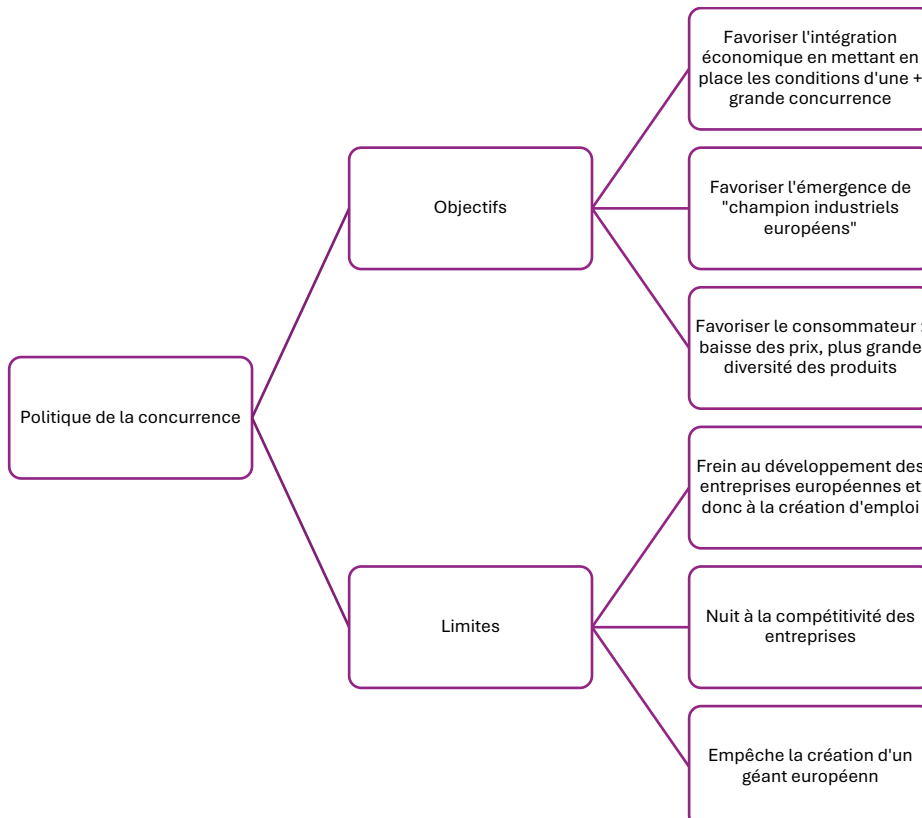 Politique de la concurrence
Objectifs
Favoriser l'intégration
économique en mettant en
place les conditions d'une +
grande concurrence
Favoriser l'émergence de
"champion industriels
européens"
Favoriser le consommateur :
baisse des prix, plus grande
diversité des produits
Limites
Frein au développement des
entreprises européennes et
donc à la création d'emploi
Nuit à la compétitivité des
entreprises
Empêche la création d'un
géant européenn